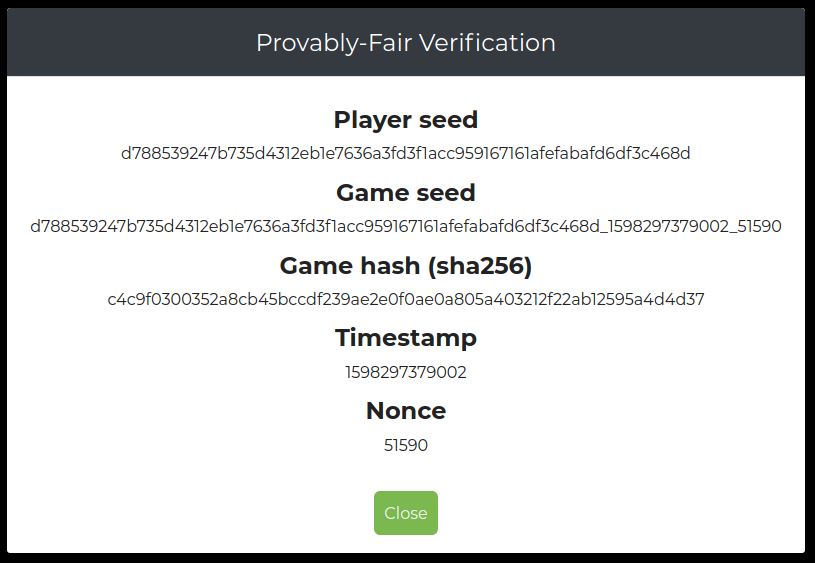 Provably-Fair Verification
Player seed
d788539247b735d4312eb1e7636a3fd3f1acc959167161afefabafd6df3c468d
Game seed
d788539247b735d4312eb1e7636a3fd3f1acc959167161afefabafd6df3c468d_1598297379002_51590
Game hash (sha256)
c4c9f0300352a8cb45bccdf239ae2e0f0ae0a805a403212f22ab12595a4d4d37
Timestamp
1598297379002
Nonce
51590
Close